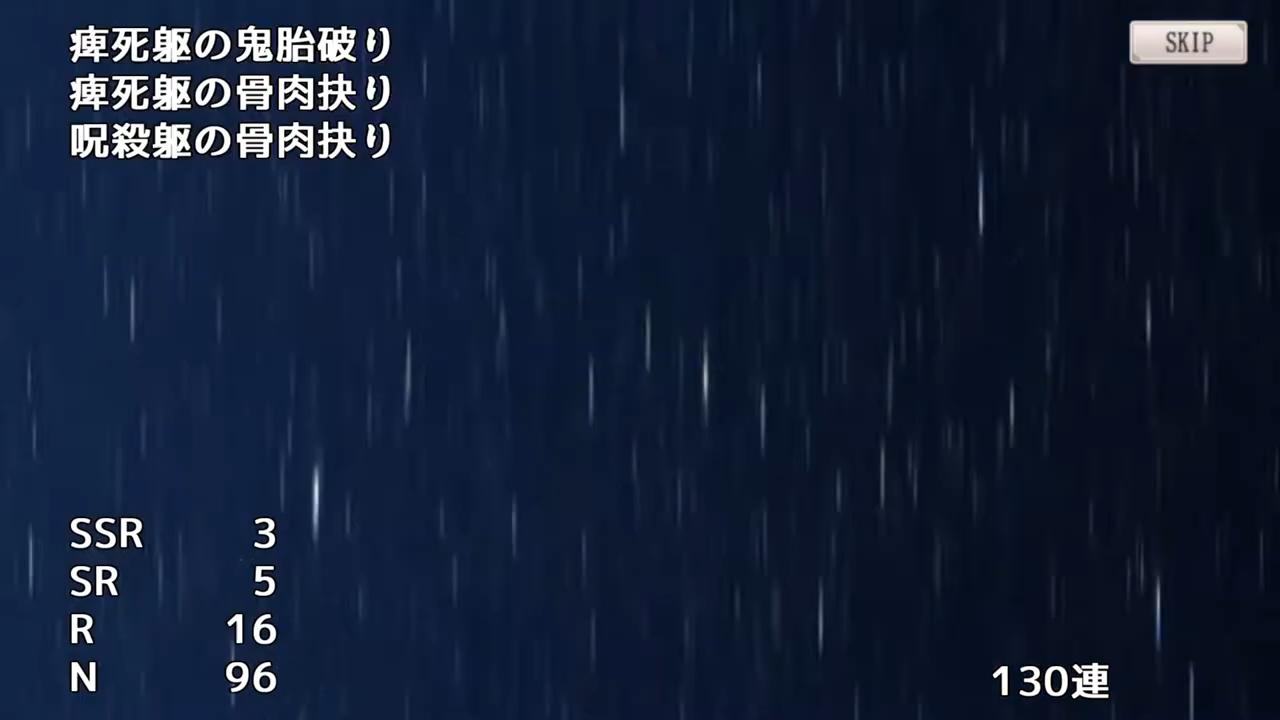 痺死躯の鬼胎破り
痺死躯の骨肉抉り
呪殺躯の骨肉抉り
SKIP
SSR 3
SR 5
R 16
N 96
130連